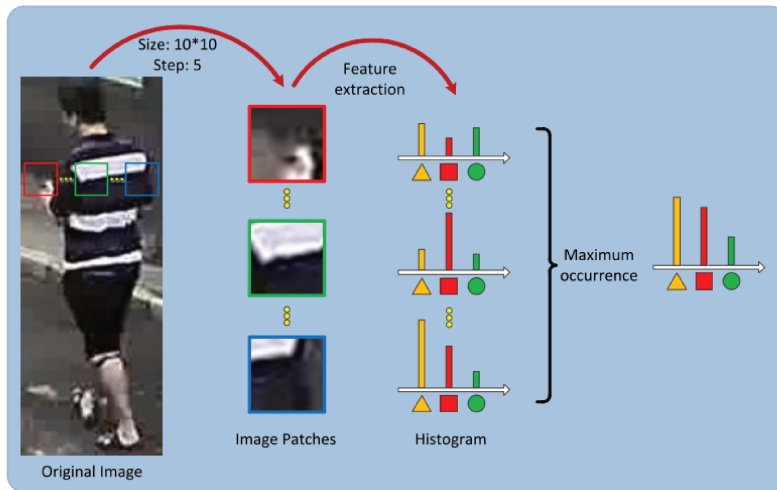 Size: 10*10
Step: 5
Feature
extraction
Maximum
occurrence
Image Patches
Histogram
Original Image